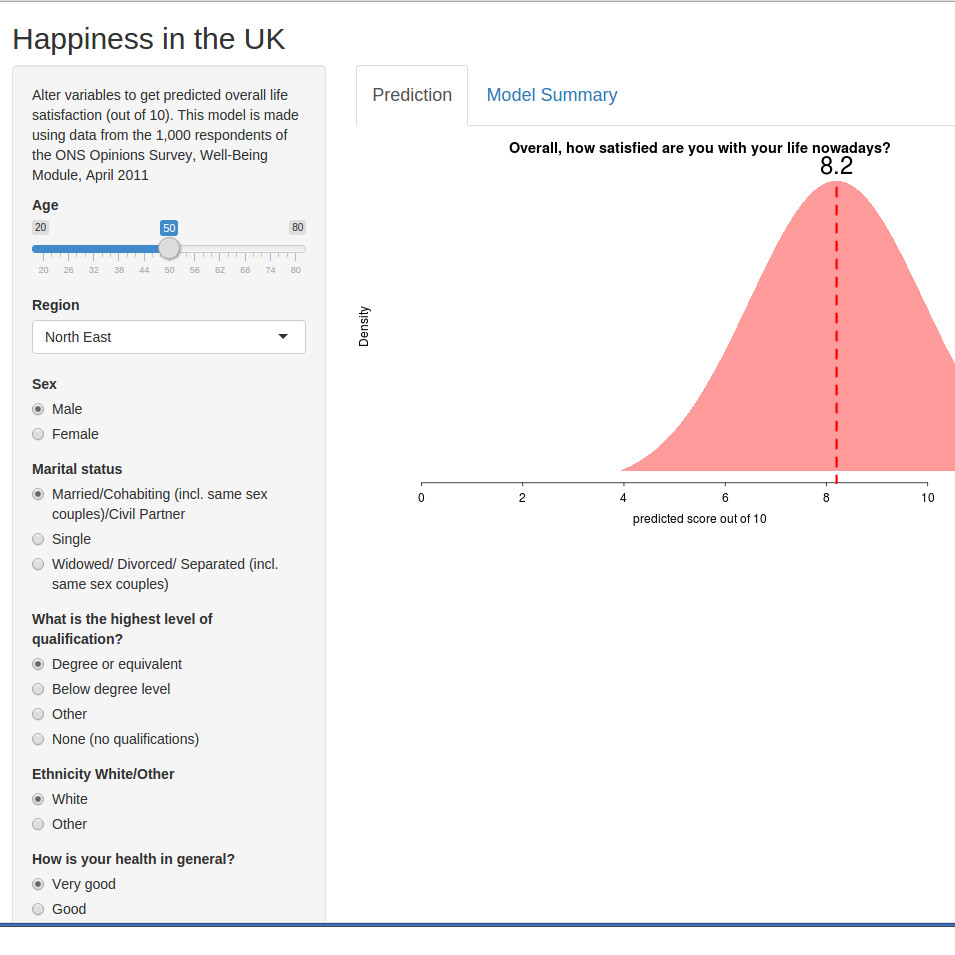 Happiness in the UK
Alter variables to get predicted overall life
satisfaction (out of 10). This model is made
using data from the 1,000 respondents of
the ONS Opinions Survey, Well-Being
Module, April 2011
Age
20 50 80
20 26 32 38 44 50 56 62 68 74 80
Region
North East
Sex
Male
Female
Marital status
Married/Cohabiting (incl. same sex
couples)/Civil Partner
Single
Widowed/ Divorced/ Separated (incl.
same sex couples)
What is the highest level of
qualification?
Degree or equivalent
Below degree level
Other
None (no qualifications)
Ethnicity White/Other
White
Other
How is your health in general?
Very good
Good
Prediction Model Summary
Overall, how satisfied are you with your life nowadays?
8.2
Density
0 2 4 6 8 10
predicted score out of 10